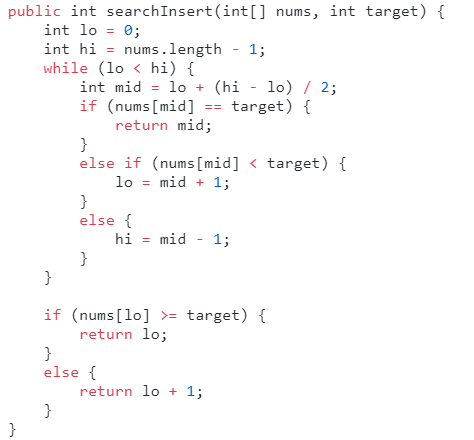 public int searchInsert(int[] nums, int target) {
    int lo = 0;
    int hi = nums.length - 1;
    while (lo < hi) {
        int mid = lo + (hi - lo) / 2;
        if (nums[mid] == target) {
            return mid;
        }
        else if (nums[mid] < target) {
            lo = mid + 1;
        }
        else {
            hi = mid - 1;
        }
    }

    if (nums[lo] >= target) {
        return lo;
    }
    else {
        return lo + 1;
    }
}